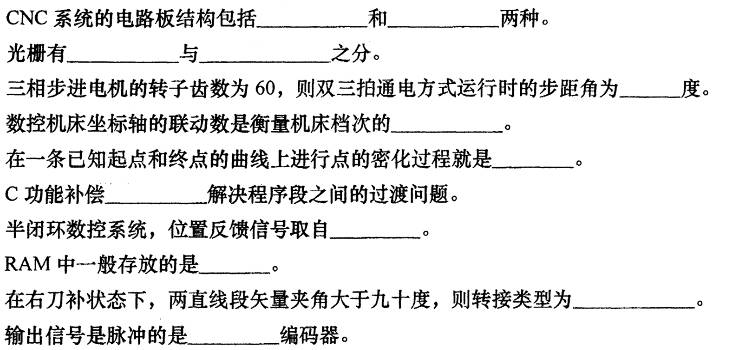 CNC 系统的电路板结构包括__________和__________两种。
光栅有__________与__________之分。
三相步进电机的转子齿数为 60，则双三拍通电方式运行时的步距角为______度。
数控机床坐标轴的联动数是衡量机床档次的__________。
在一条已知起点和终点的曲线上进行点的密化过程就是________。
C 功能补偿__________解决程序段之间的过渡问题。
半闭环数控系统，位置反馈信号取自_________。
RAM 中一般存放的是_______。
在右刀补状态下，两直线段矢量夹角大于九十度，则转接类型为____________。
输出信号是脉冲的是_________编码器。